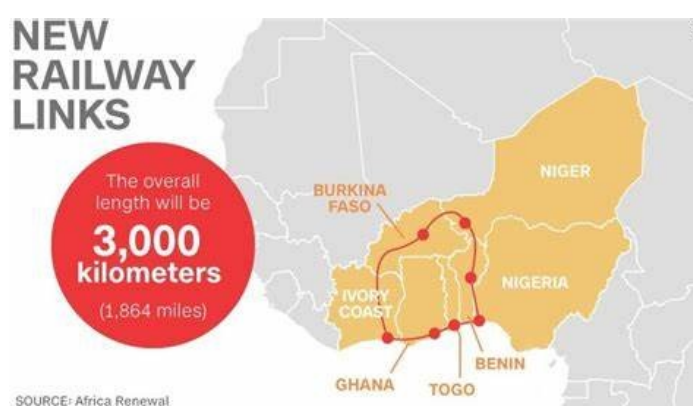 NEW
RAILWAY
LINKS
The overall
length will be
3,000
kilometers
(1,864 miles)
BURKINA
FASO
NIGER
NIGERIA
IVORY
COAST
BENIN
GHANA
TOGO
SOURCE: Africa Renewal